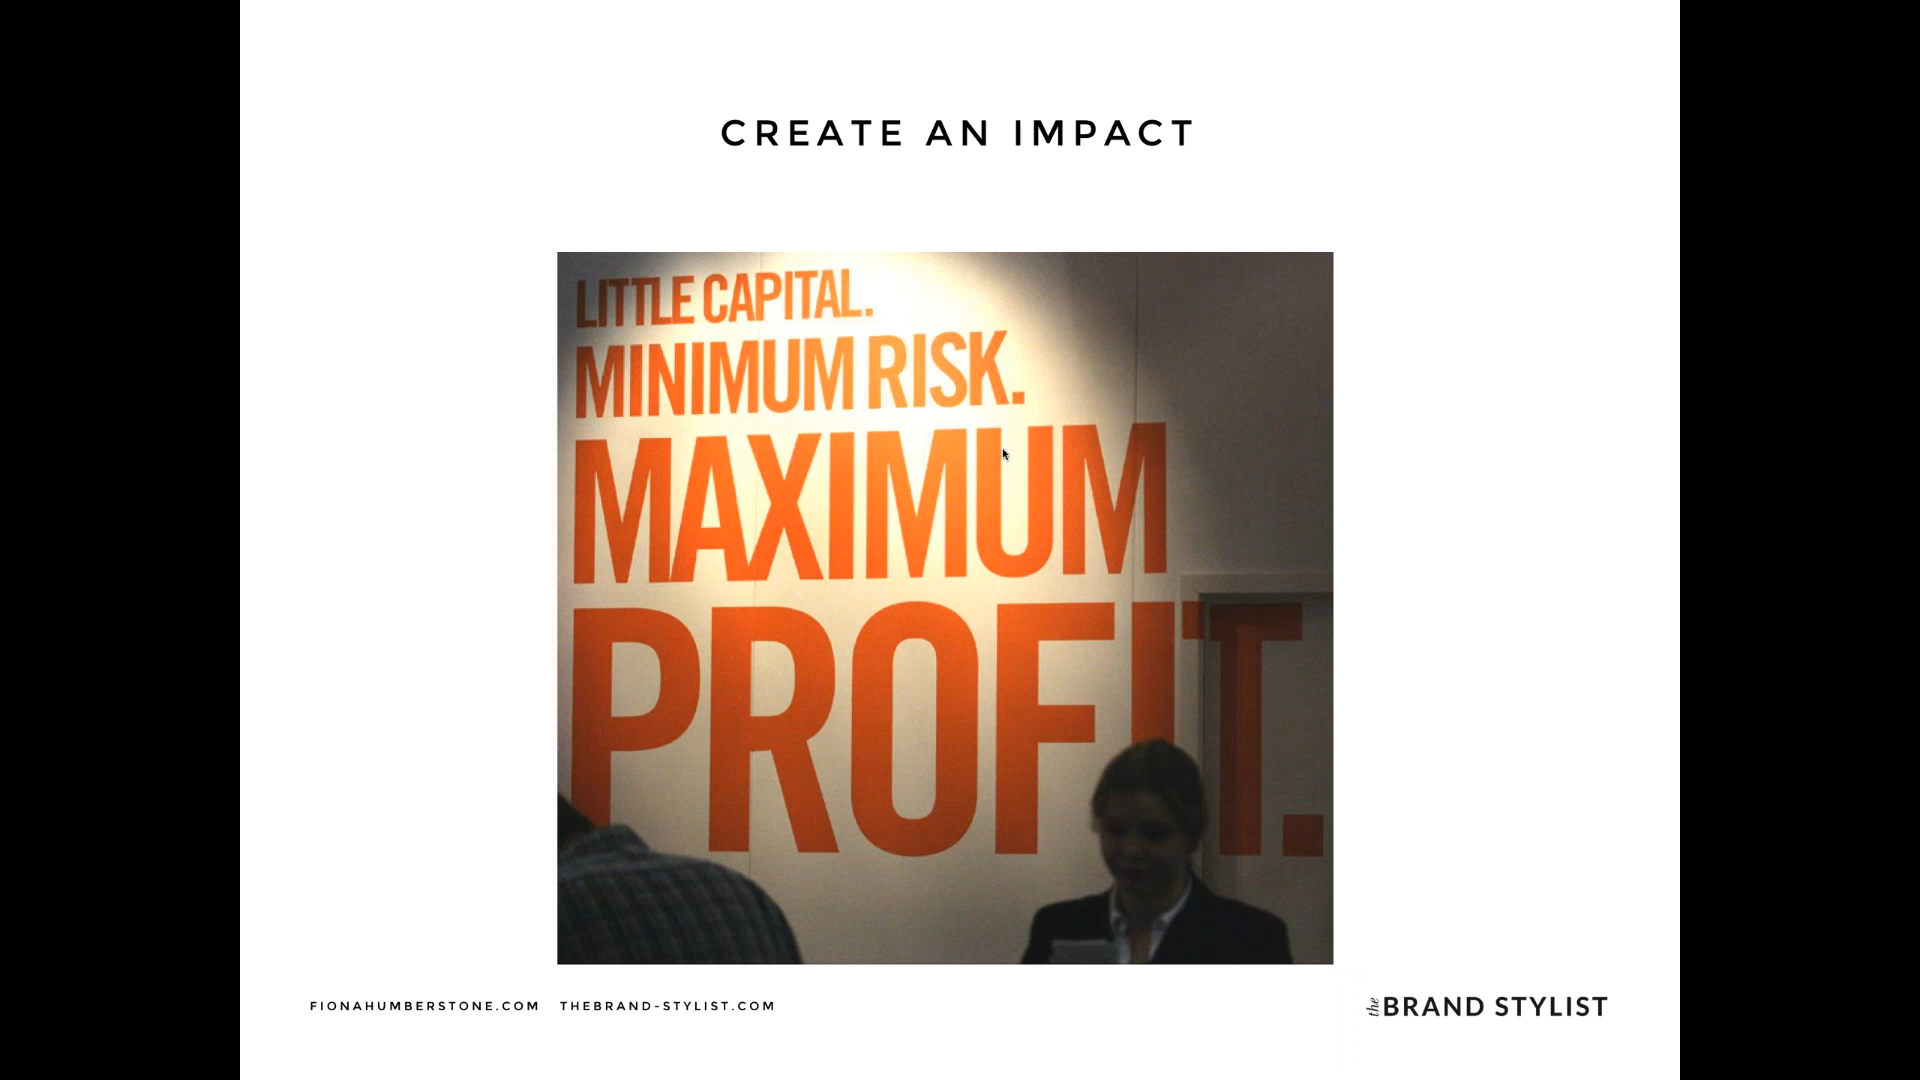 CREATE AN IMPACT
LITTLE CAPITAL.
MINIMUM RISK.
MAXIMUM
PROFIT.
FIONAHUMBERSTONE.COM THEBRAND-STYLIST.COM
the BRAND STYLIST